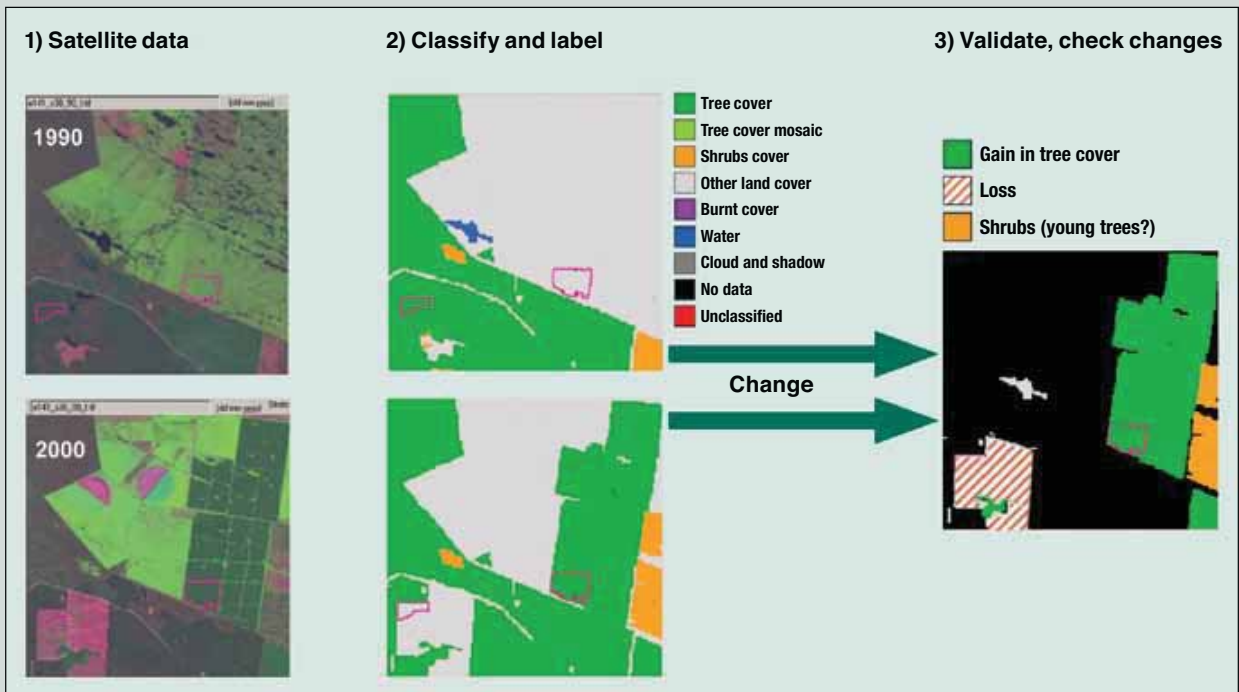 1) Satellite data
2) Classify and label
3) Validate, check changes
1990
2000
Tree cover
Tree cover mosaic
Shrubs cover
Other land cover
Burnt cover
Water
Cloud and shadow
No data
Unclassified
Change
Gain in tree cover
Loss
Shrubs (young trees?)